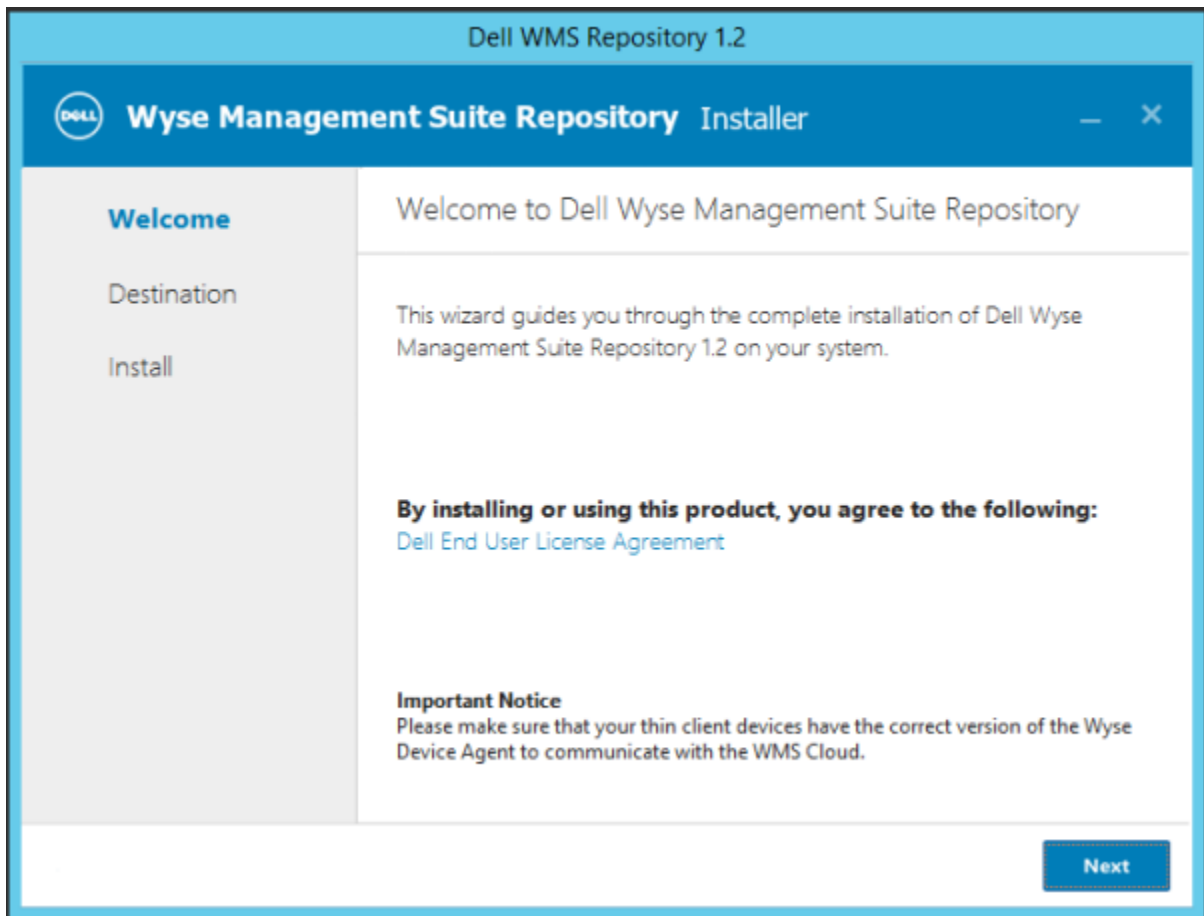 Dell WMS Repository 1.2
DELL Wyse Management Suite Repository Installer
Welcome
Destination
Install
Welcome to Dell Wyse Management Suite Repository
This wizard guides you through the complete installation of Dell Wyse
Management Suite Repository 1.2 on your system.
By installing or using this product, you agree to the following:
Dell End User License Agreement
Important Notice
Please make sure that your thin client devices have the correct version of the Wyse
Device Agent to communicate with the WMS Cloud.
Next